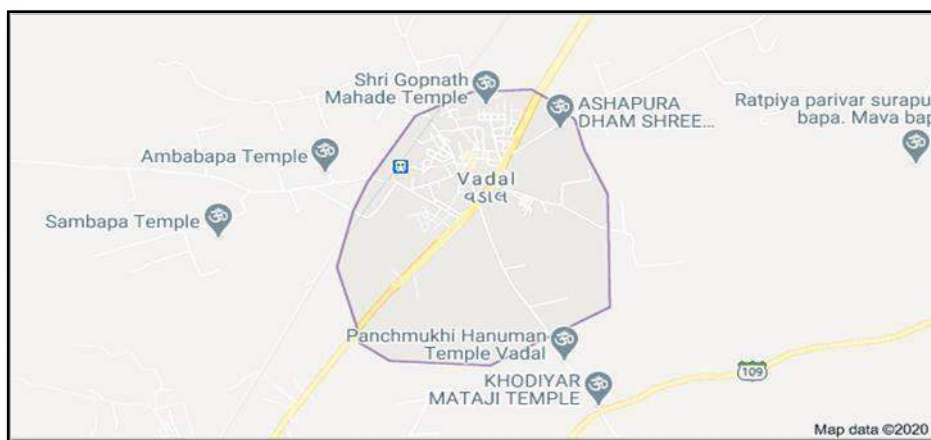 Shri Gopnath
Mahade Temple
ASHAPURA
DHAM SHREE...
Ratpiya parivar surapu
bapa. Mava bap
Ambabapa Temple
Vadal
વડાલ
Sambapa Temple
Panchmukhi Hanuman
Temple Vadal
109
KHODIYAR
MATAJI TEMPLE
Map data ©2020